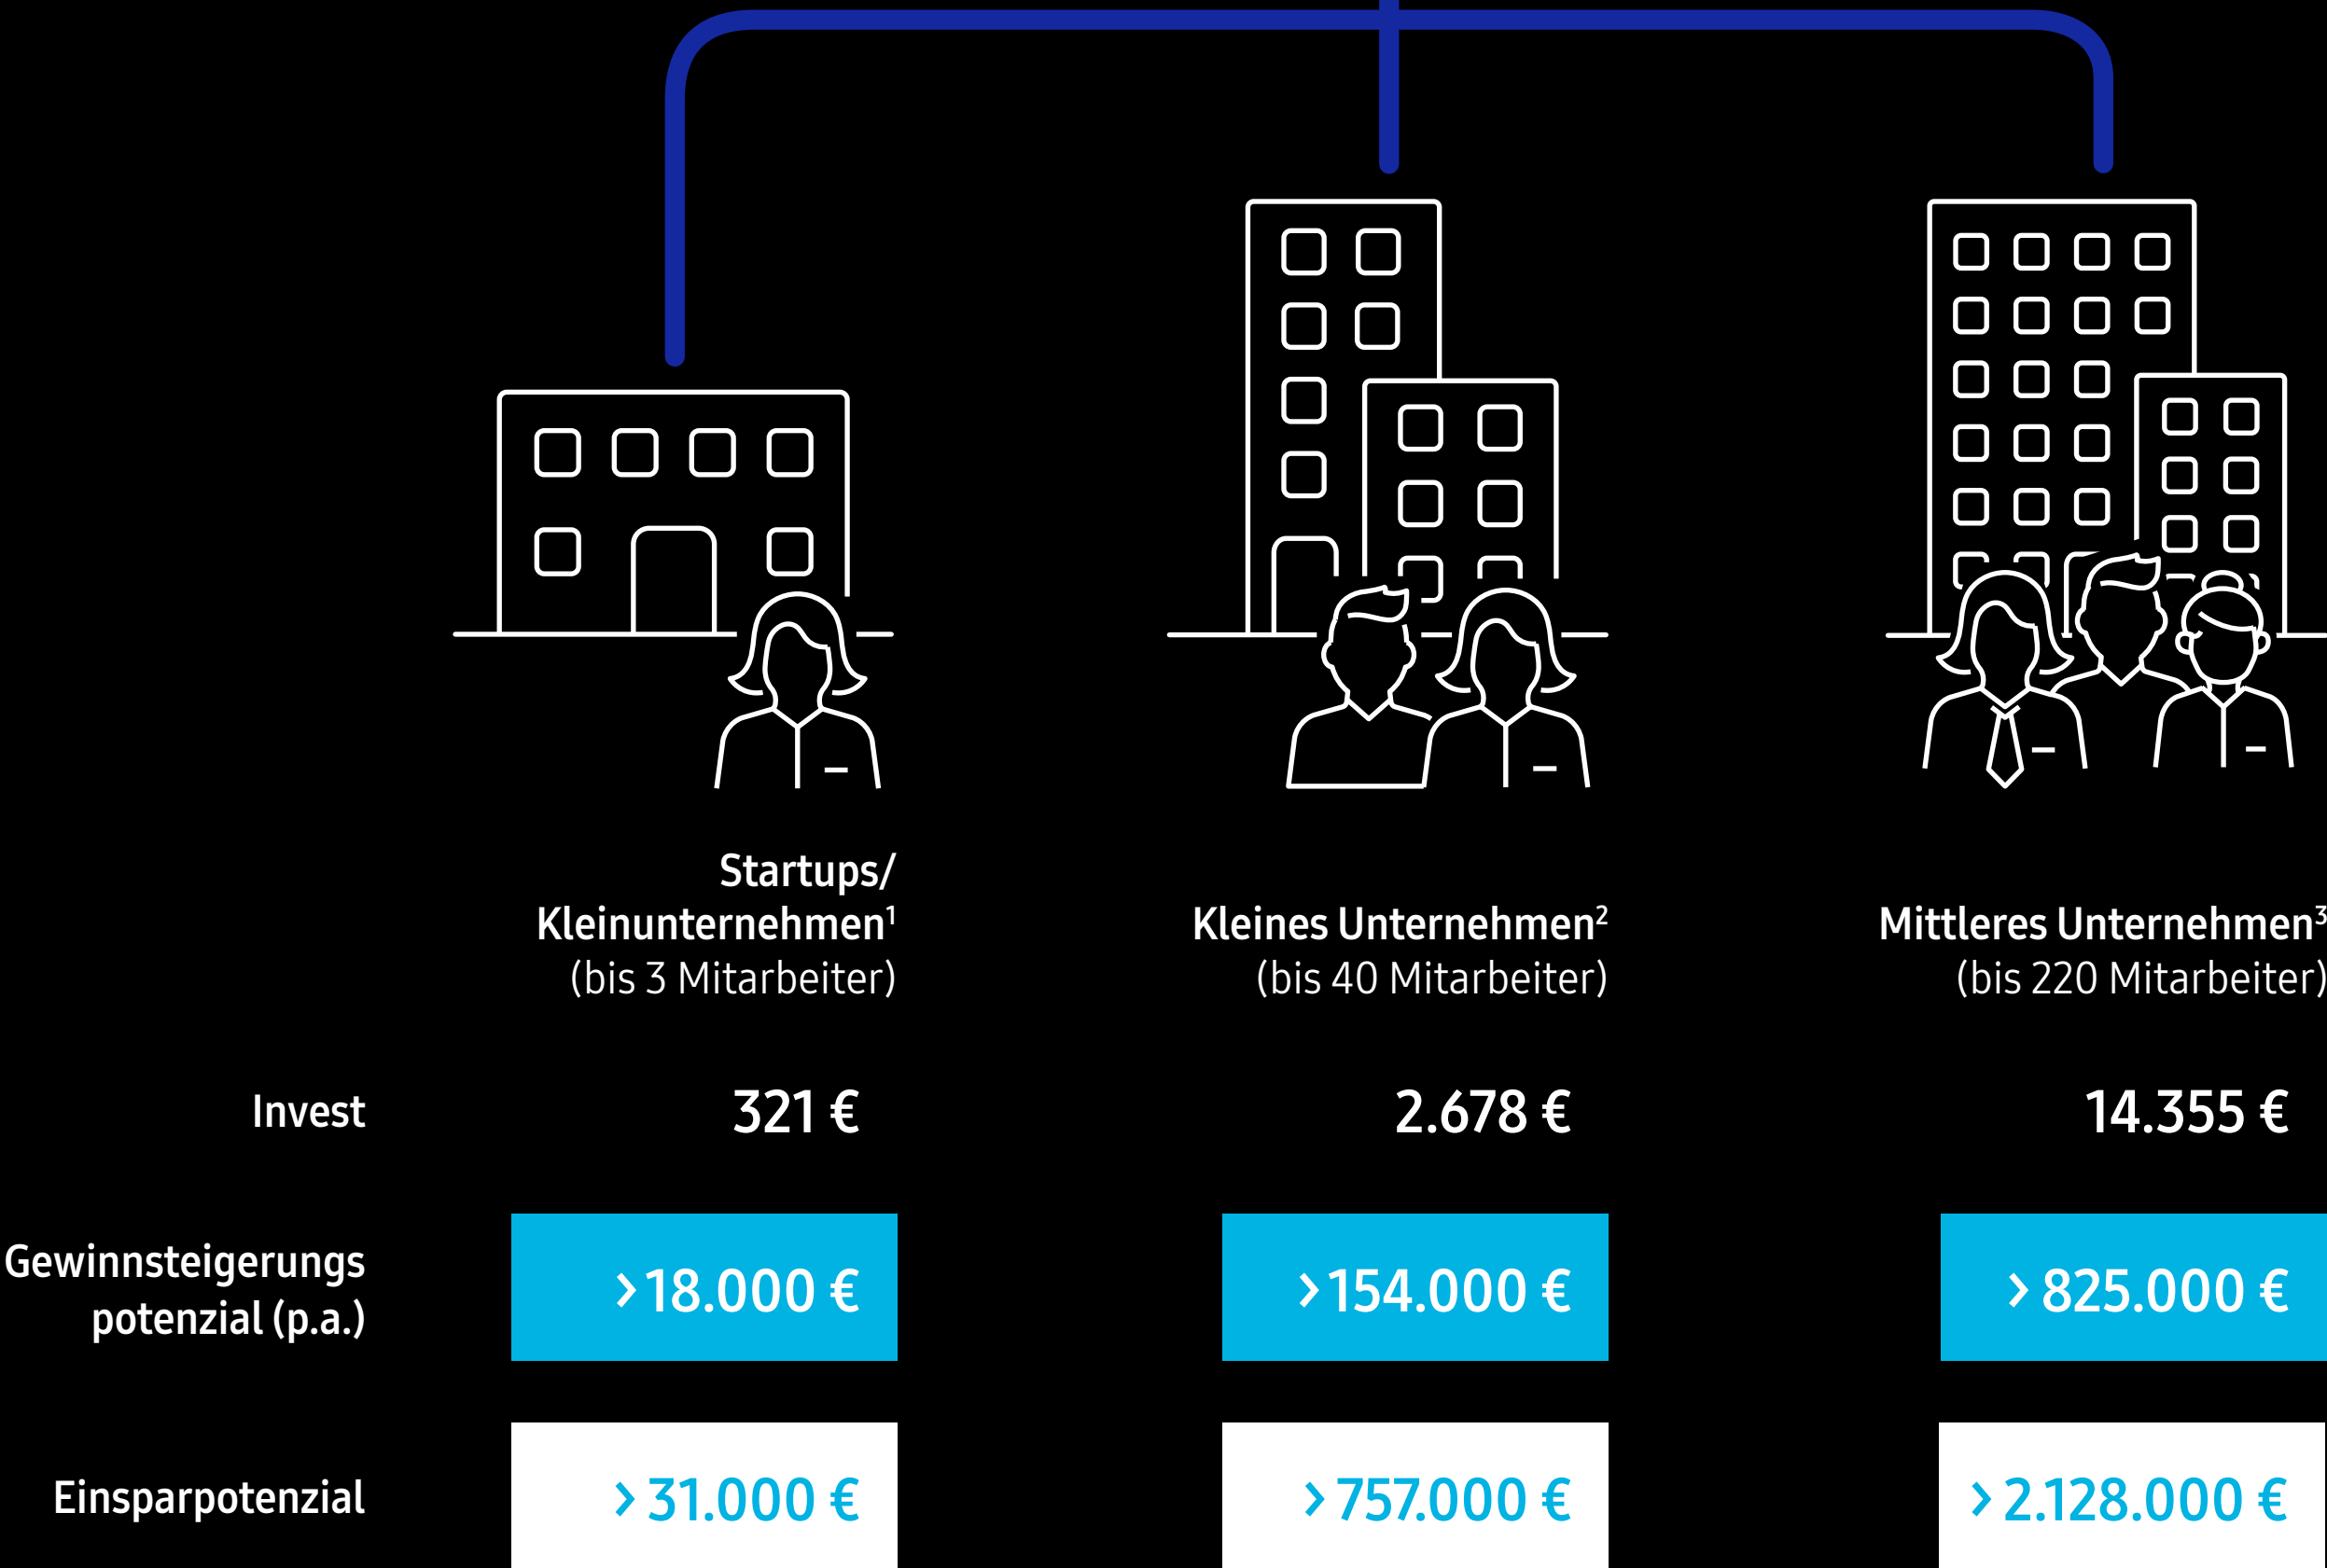 Startups/
Kleinunternehmen¹
(bis 3 Mitarbeiter)
Kleines Unternehmen²
(bis 40 Mitarbeiter)
Mittleres Unternehmen³
(bis 220 Mitarbeiter)
Invest
321 €
2.678 €
14.355 €
Gewinnsteigerungs
potenzial (p.a.)
> 18.000 €
> 154.000 €
> 825.000 €
Einsparpotenzial
> 31.000 €
> 757.000 €
> 2.128.000 €